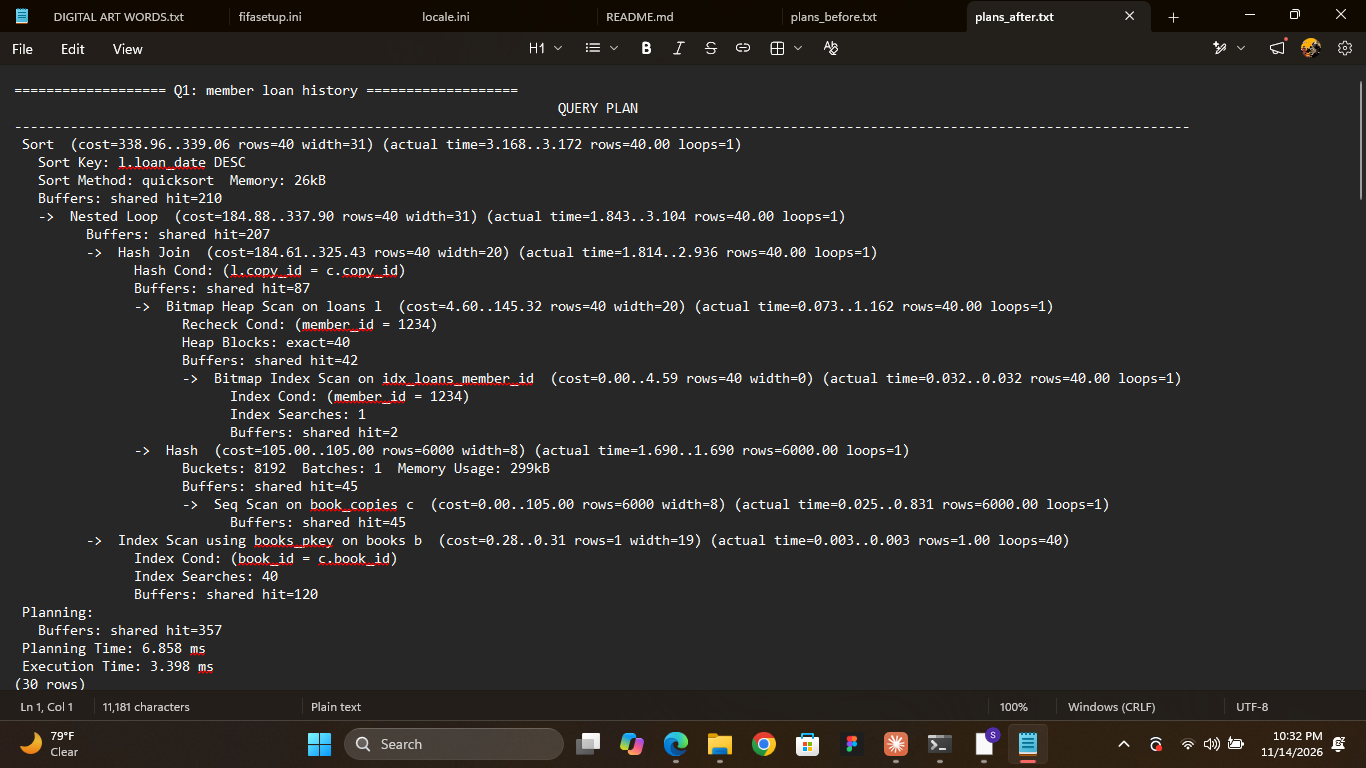 DIGITAL ART WORDS.txt
fifasetup.ini
locale.ini
README.md
plans_before.txt
plans_after.txt
File Edit View
H1
=================== Q1: member loan history ===================
QUERY PLAN
---------------------------------------------------------------------------------------------------------------------------------------------------
Sort  (cost=338.96..339.06 rows=40 width=31) (actual time=3.168..3.172 rows=40.00 loops=1)
Sort Key: l.loan_date DESC
Sort Method: quicksort  Memory: 26kB
Buffers: shared hit=210
->  Nested Loop  (cost=184.88..337.90 rows=40 width=31) (actual time=1.843..3.104 rows=40.00 loops=1)
Buffers: shared hit=207
->  Hash Join  (cost=184.61..325.43 rows=40 width=20) (actual time=1.814..2.936 rows=40.00 loops=1)
Hash Cond: (l.copy_id = c.copy_id)
Buffers: shared hit=87
->  Bitmap Heap Scan on loans l  (cost=4.60..145.32 rows=40 width=20) (actual time=0.073..1.162 rows=40.00 loops=1)
Recheck Cond: (member_id = 1234)
Heap Blocks: exact=40
Buffers: shared hit=42
->  Bitmap Index Scan on idx_loans_member_id  (cost=0.00..4.59 rows=40 width=0) (actual time=0.032..0.032 rows=40.00 loops=1)
Index Cond: (member_id = 1234)
Index Searches: 1
Buffers: shared hit=2
->  Hash  (cost=105.00..105.00 rows=6000 width=8) (actual time=1.690..1.690 rows=6000.00 loops=1)
Buckets: 8192  Batches: 1  Memory Usage: 299kB
Buffers: shared hit=45
->  Seq Scan on book_copies c  (cost=0.00..105.00 rows=6000 width=8) (actual time=0.025..0.831 rows=6000.00 loops=1)
Buffers: shared hit=45
->  Index Scan using books_pkey on books b  (cost=0.28..0.31 rows=1 width=19) (actual time=0.003..0.003 rows=1.00 loops=40)
Index Cond: (book_id = c.book_id)
Index Searches: 40
Buffers: shared hit=120
Planning:
Buffers: shared hit=357
Planning Time: 6.858 ms
Execution Time: 3.398 ms
(30 rows)
Ln 1, Col 1
11,181 characters
Plain text
100%
Windows (CRLF)
UTF-8
79°F
Clear
Search
S
10:32 PM
11/14/2026